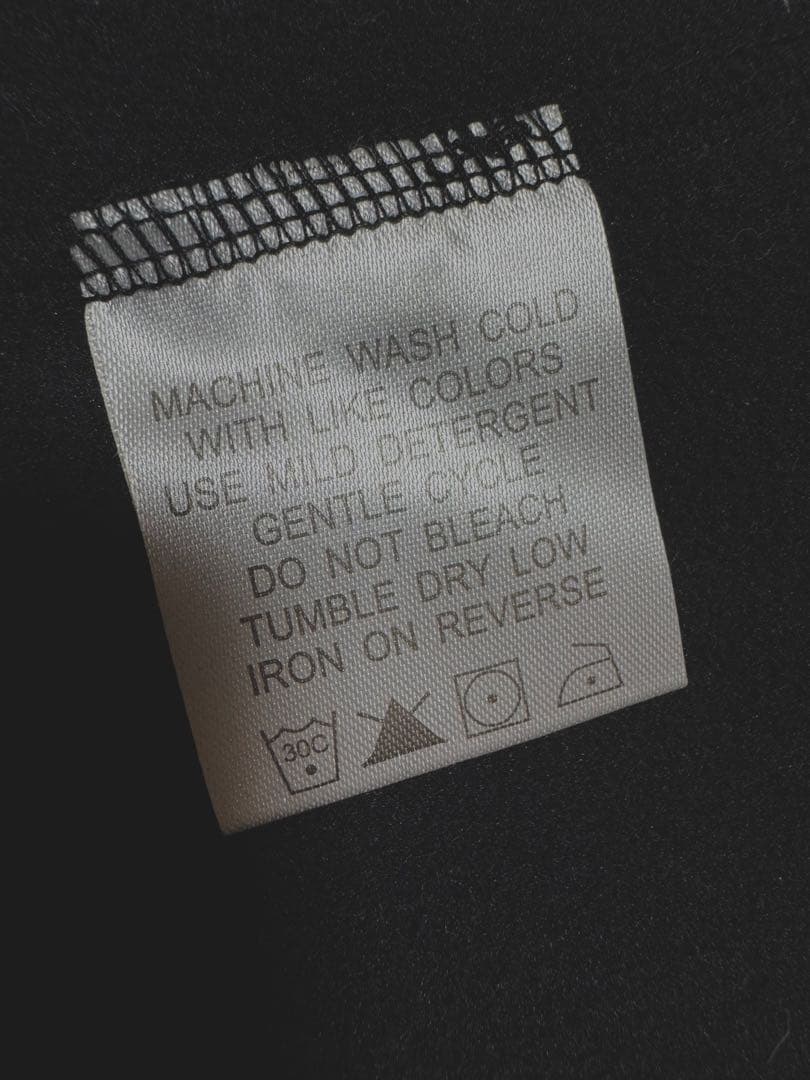 MACHINE WASH COLD
WITH LIKE COLORS
USE MILD DETERGENT
GENTLE CYCLE
DO NOT BLEACH
TUMBLE DRY LOW
IRON ON REVERSE
30C